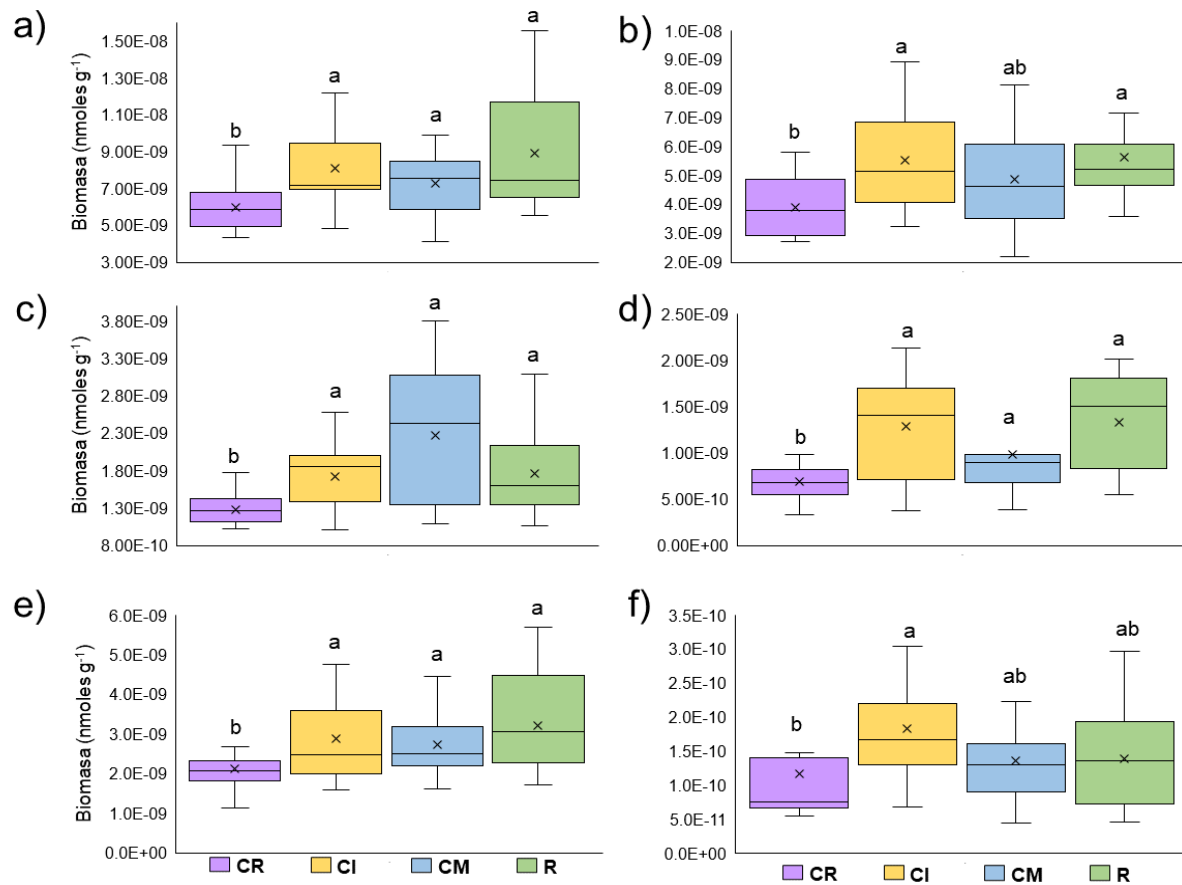 a)
Biomasa (nmoles g-1)
1.50E-08
1.30E-08
1.10E-08
9.00E-09
7.00E-09
5.00E-09
3.00E-09
b
a
a
a
b)
1.0E-08
9.0E-09
8.0E-09
7.0E-09
6.0E-09
5.0E-09
4.0E-09
3.0E-09
2.0E-09
b
a
ab
a
c)
Biomasa (nmoles g-1)
3.80E-09
3.30E-09
2.80E-09
2.30E-09
1.80E-09
1.30E-09
8.00E-10
b
a
a
a
d)
2.50E-09
2.00E-09
1.50E-09
1.00E-09
5.00E-10
0.00E+00
b
a
a
a
e)
Biomasa (nmoles g-1)
6.0E-09
5.0E-09
4.0E-09
3.0E-09
2.0E-09
1.0E-09
0.0E+00
b
a
a
a
CR CI CM R
f)
3.5E-10
3.0E-10
2.5E-10
2.0E-10
1.5E-10
1.0E-10
5.0E-11
0.0E+00
b
a
ab
ab
CR CI CM R